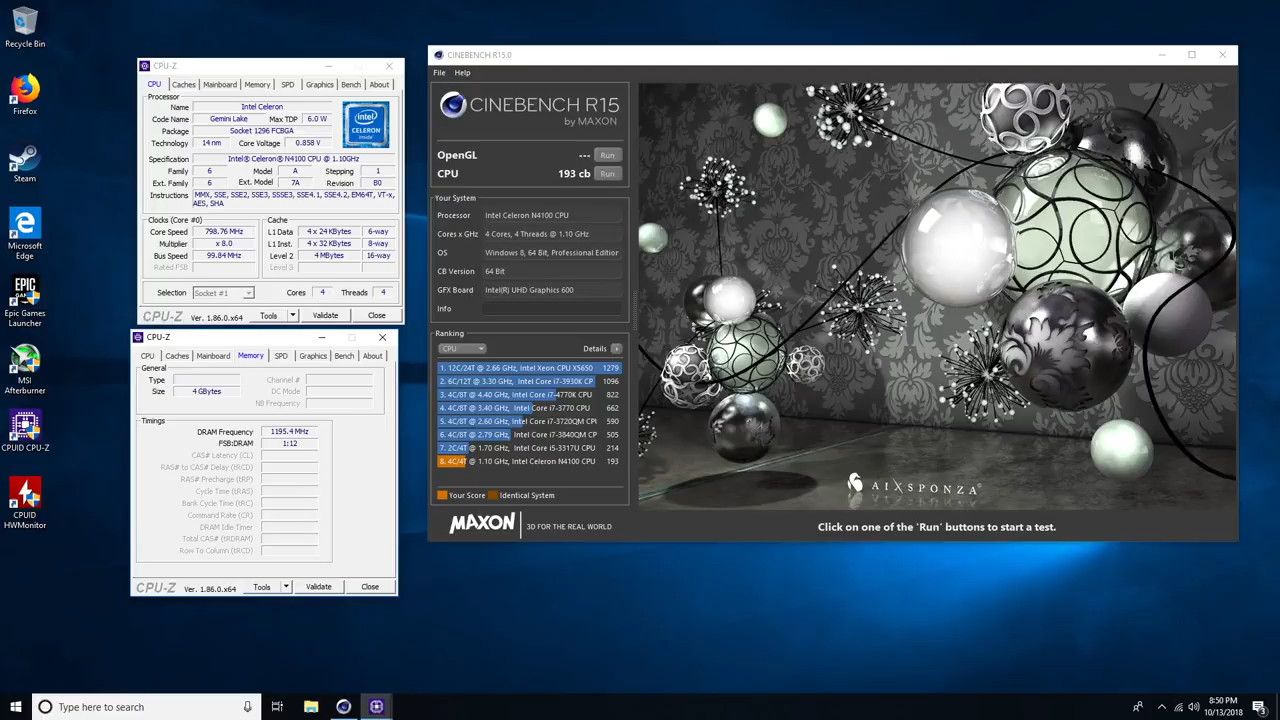 Recycle Bin
Firefox
Steam
Microsoft
Edge
EPIC
GAMES
Epic Games
Launcher
MSI
Afterburner
CPUID CPU-Z
CPUID
HWMonitor
CPU-Z
CPU Caches Mainboard Memory SPD Graphics Bench About
Processor
Name Intel Celeron
Code Name Gemini Lake Max TDP 6.0 W
Package Socket 1296 FCBGA
Technology 14 nm Core Voltage 0.858 V
intel
CELERON
inside
Specification Intel® Celeron® N4100 CPU @ 1.10GHz
Family 6 Model A Stepping 1
Ext. Family 6 Ext. Model 7A Revision B0
Instructions MMX, SSE, SSE2, SSE3, SSSE3, SSE4.1, SSE4.2, EM64T, VT-x,
AES, SHA
Clocks (Core #0) Cache
Core Speed 798.76 MHz L1 Data 4 x 24 KBytes 6-way
Multiplier x 8.0 L1 Inst. 4 x 32 KBytes 8-way
Bus Speed 99.84 MHz Level 2 4 MBytes 16-way
Rated FSB Level 3
Selection Socket #1 Cores 4 Threads 4
CPU-Z Ver. 1.86.0.x64 Tools Validate Close
CPU-Z
CPU Caches Mainboard Memory SPD Graphics Bench About
General
Type Channel #
Size 4 GBytes DC Mode
NB Frequency
Timings
DRAM Frequency 1195.4 MHz
FSB:DRAM 1:12
CAS# Latency (CL)
RAS# to CAS# Delay (tRCD)
RAS# Precharge (tRP)
Cycle Time (tRAS)
Bank Cycle Time (tRC)
Command Rate (CR)
DRAM Idle Timer
Total CAS# (tRDRAM)
Row To Column (tRCD)
CPU-Z Ver. 1.86.0.x64 Tools Validate Close
CINEBENCH R15.0
File Help
CINEBENCH R15
by MAXON
OpenGL --- Run
CPU 193 cb Run
Your System
Processor Intel Celeron N4100 CPU
Cores x GHz 4 Cores, 4 Threads @ 1.10 GHz
OS Windows 8, 64 Bit, Professional Edition
CB Version 64 Bit
GFX Board Intel(R) UHD Graphics 600
Info
Ranking
CPU Details
1. 12C/24T @ 2.66 GHz, Intel Xeon CPU X5650 1279
2. 6C/12T @ 3.30 GHz, Intel Core i7-3930K CP 1096
3. 4C/8T @ 4.40 GHz, Intel Core i7-4770K CPU 822
4. 4C/8T @ 3.40 GHz, Intel Core i7-3770 CPU 662
5. 4C/8T @ 2.60 GHz, Intel Core i7-3720QM CPU 590
6. 4C/8T @ 2.79 GHz, Intel Core i7-3840QM CP 505
7. 2C/4T @ 1.70 GHz, Intel Core i5-3317U CPU 214
8. 4C/4T @ 1.10 GHz, Intel Celeron N4100 CPU 193
Your Score Identical System
MAXON 3D FOR THE REAL WORLD
AIXSPONZA
Click on one of the 'Run' buttons to start a test.
Type here to search
8:50 PM
10/13/2018
3